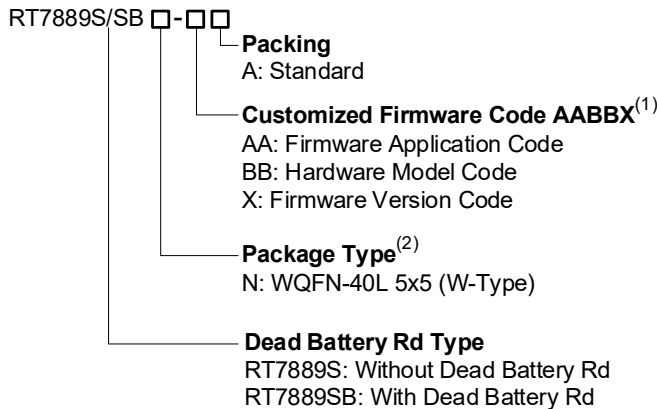 RT7889S/SB □-□□
Packing
A: Standard
Customized Firmware Code AABBX(1)
AA: Firmware Application Code
BB: Hardware Model Code
X: Firmware Version Code
Package Type(2)
N: WQFN-40L 5x5 (W-Type)
Dead Battery Rd Type
RT7889S: Without Dead Battery Rd
RT7889SB: With Dead Battery Rd